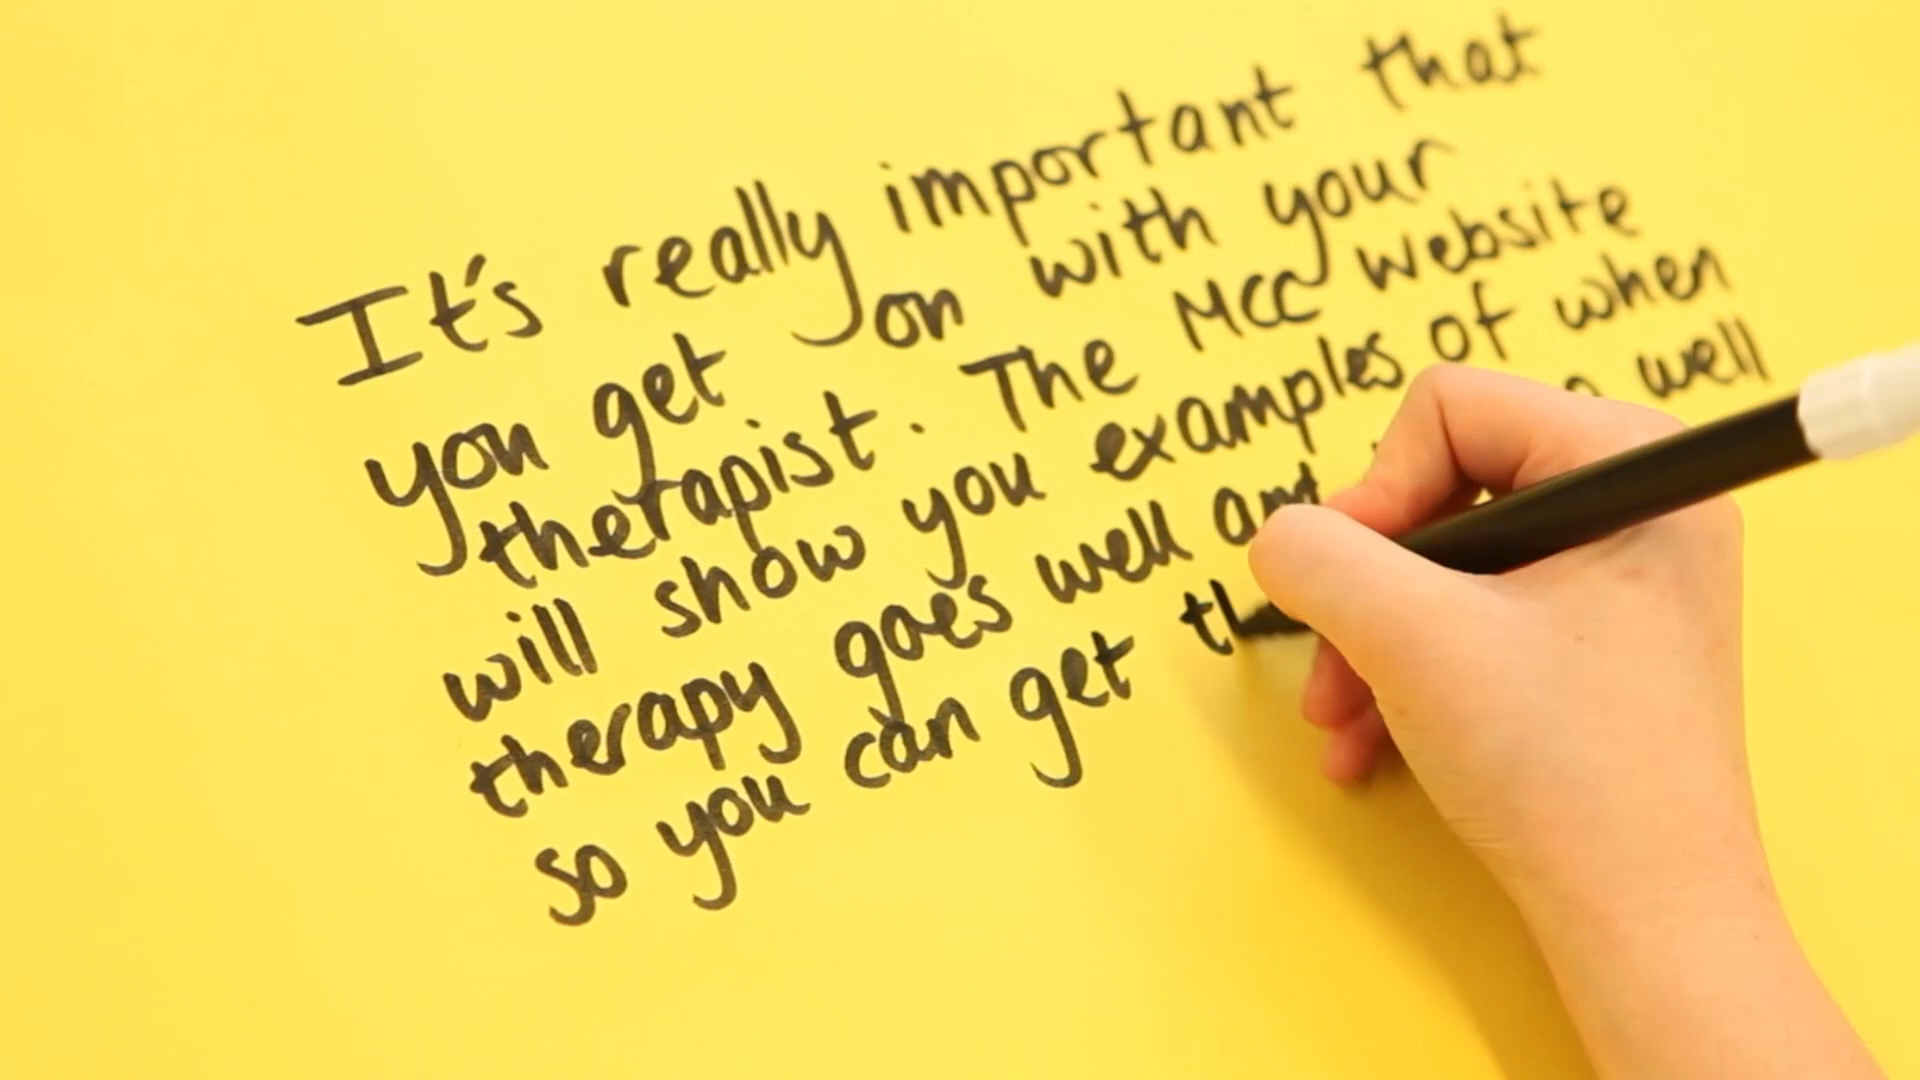 It's really important that
you get on with your
therapist. The MCC website
will show you examples of when
therapy goes well and well
so you can get